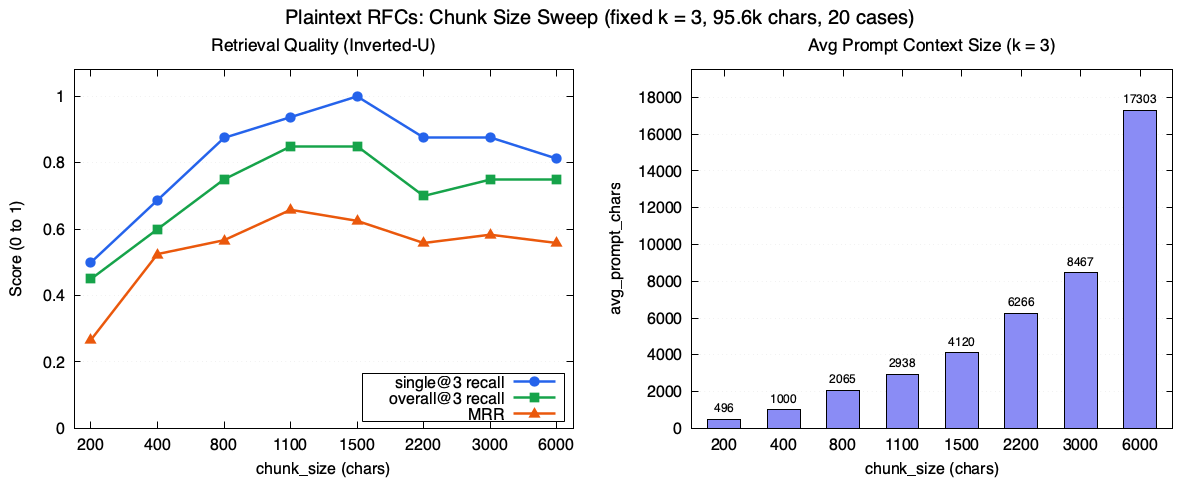 Plaintext RFCs: Chunk Size Sweep (fixed k = 3, 95.6k chars, 20 cases)
Retrieval Quality (Inverted-U)
Score (0 to 1)
1
0.8
0.6
0.4
0.2
0
single@3 recall
overall@3 recall
MRR
200 400 800 1100 1500 2200 3000 6000
chunk_size (chars)
Avg Prompt Context Size (k = 3)
avg_prompt_chars
18000
16000
14000
12000
10000
8000
6000
4000
2000
0
496
1000
2065
2938
4120
6266
8467
17303
200 400 800 1100 1500 2200 3000 6000
chunk_size (chars)